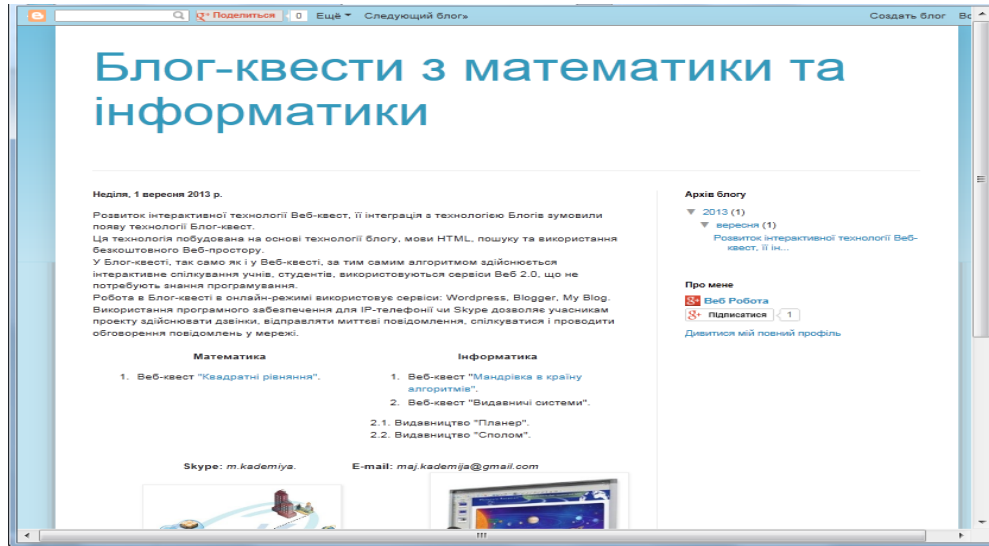 Поделиться 0 Ещё Следующий блог» Создать блог
Блог-квести з математики та
інформатики
Неділя, 1 вересня 2013 р.
Розвиток інтерактивної технології Веб-квест, її інтеграція з технологією Блогів зумовили
появу технології Блог-квест.
Ця технологія побудована на основі технології блогу, мови HTML, пошуку та використання
безкоштовного Веб-простору.
У Блог-квесті, так само як і у Веб-квесті, за тим самим алгоритмом здійснюється
інтерактивне спілкування учнів, студентів, використовуються сервіси Веб 2.0, що не
потребують знання програмування.
Робота в Блог-квесті в онлайн-режимі використовує сервіси: Wordpress, Blogger, My Blog.
Використання програмного забезпечення для IP-телефонії чи Skype дозволяє учасникам
проекту здійснювати дзвінки, відправляти миттєві повідомлення, спілкуватися і проводити
обговорення повідомлень у мережі.
Математика
1. Веб-квест "Квадратні рівняння".
Інформатика
1. Веб-квест "Мандрівка в країну
алгоритмів".
2. Веб-квест "Видавничі системи".
2.1. Видавництво "Планер".
2.2. Видавництво "Сполом".
Skype: m.kademiya. E-mail: maj.kademija@gmail.com
Архів блогу
▼ 2013 (1)
▼ вересня (1)
Розвиток інтерактивної технології Веб-
квест, її ін...
Про мене
Веб Робота
Підписатися 1
Дивитися мій повний профіль